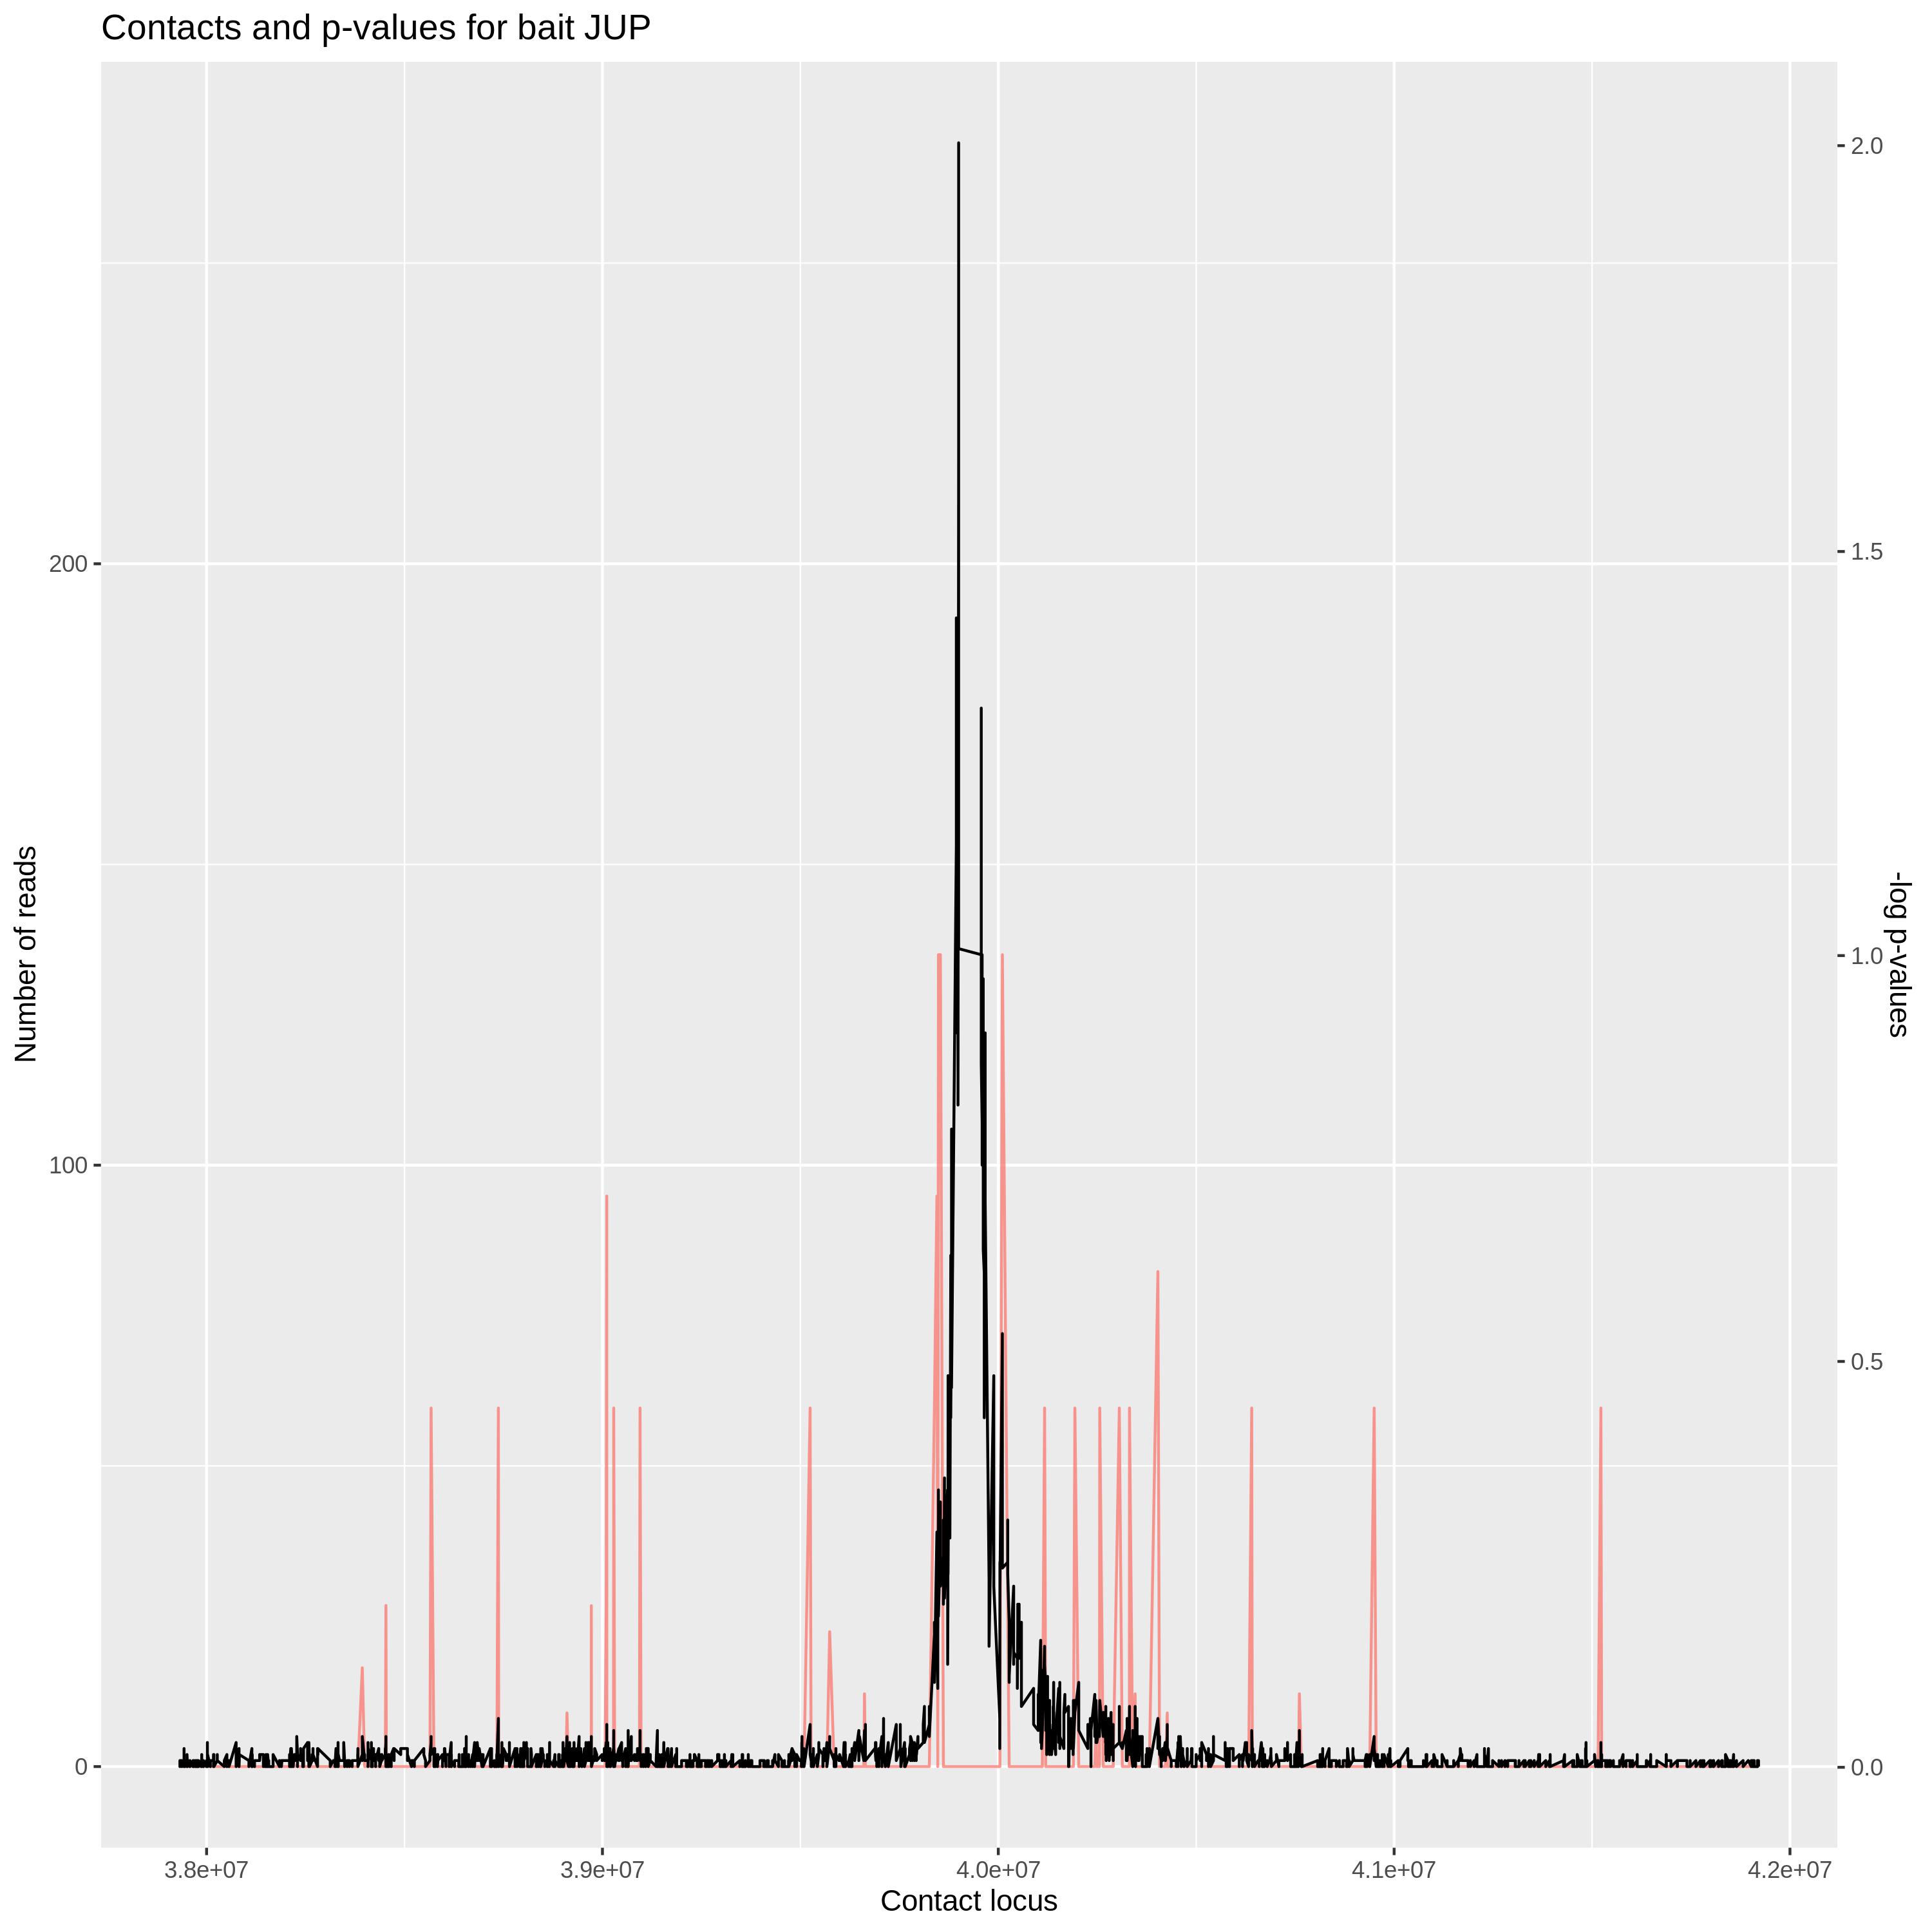 Contacts and p-values for bait JUP
Number of reads
200
100
0
2.0
1.5
1.0
0.5
0.0
-log p-values
3.8e+07
3.9e+07
4.0e+07
4.1e+07
4.2e+07
Contact locus